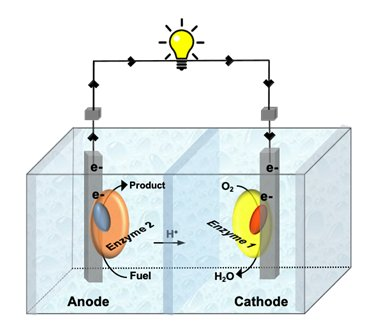 e-
e-
Product
Enzyme 2
Fuel
H⁺
e-
O₂
Enzyme 1
H₂O
Anode
Cathode